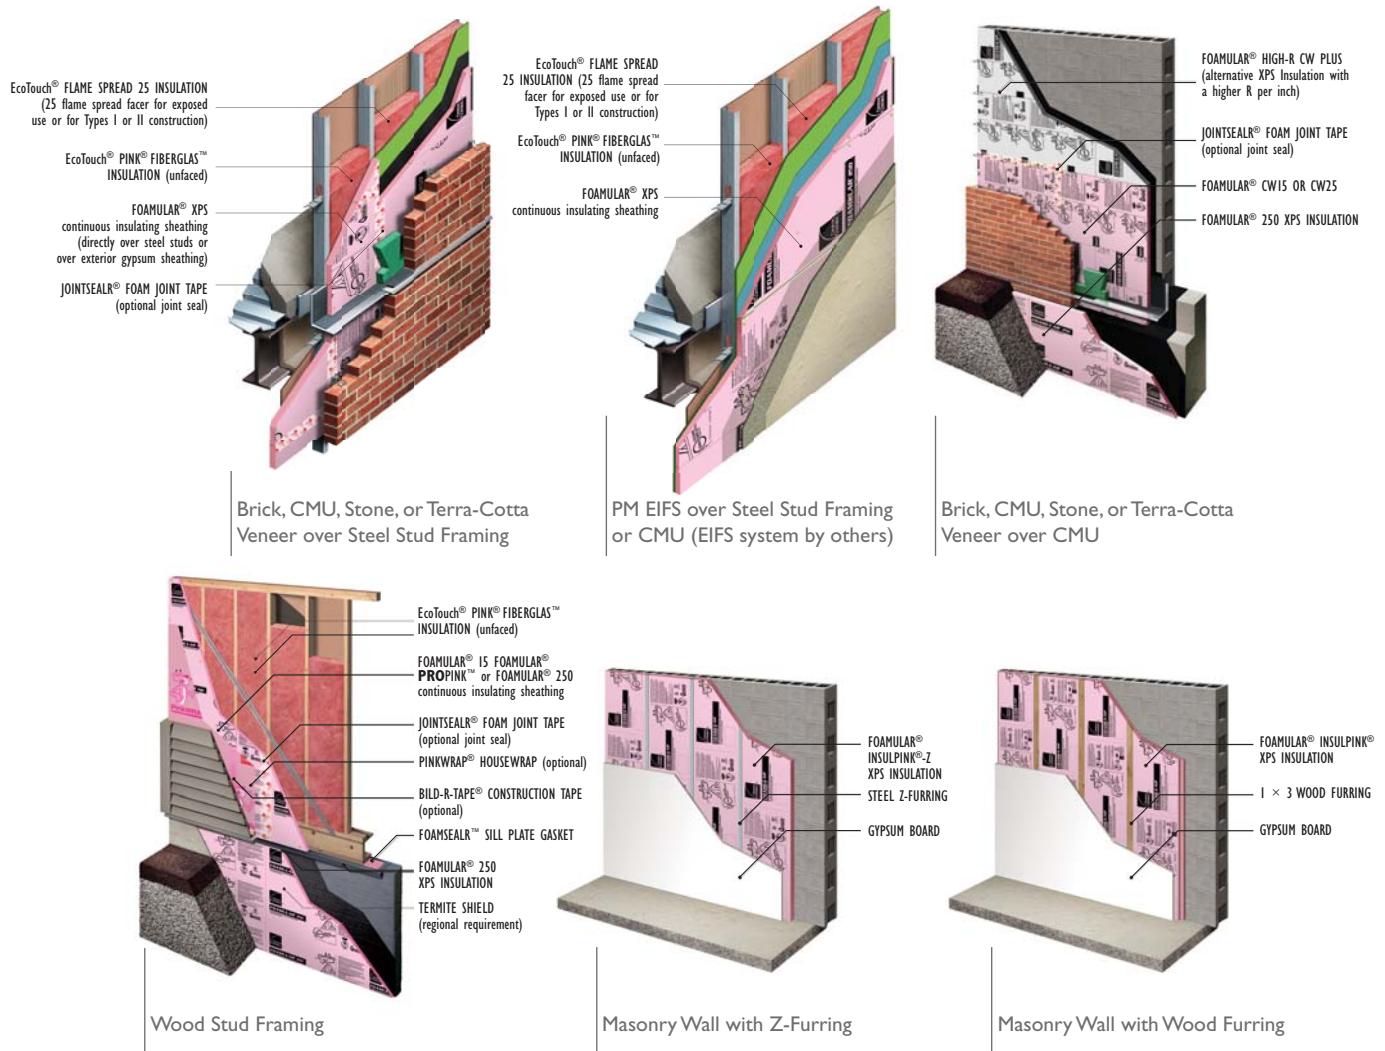 EcoTouch® FLAME SPREAD 25 INSULATION
(25 flame spread facer for exposed
use or for Types I or II construction)
EcoTouch® PINK® FIBERGLAS™
INSULATION (unfaced)
FOAMULAR® XPS
continuous insulating sheathing
(directly over steel studs or
over exterior gypsum sheathing)
JOINTSEALR® FOAM JOINT TAPE
(optional joint seal)
Brick, CMU, Stone, or Terra-Cotta
Veneer over Steel Stud Framing
EcoTouch® FLAME SPREAD
25 INSULATION (25 flame spread
facer for exposed use or for
Types I or II construction)
EcoTouch® PINK® FIBERGLAS™
INSULATION (unfaced)
FOAMULAR® XPS
continuous insulating sheathing
PM EIFS over Steel Stud Framing
or CMU (EIFS system by others)
FOAMULAR® HIGH-R CW PLUS
(alternative XPS Insulation with
a higher R per inch)
JOINTSEALR® FOAM JOINT TAPE
(optional joint seal)
FOAMULAR® CW15 OR CW25
FOAMULAR® 250 XPS INSULATION
Brick, CMU, Stone, or Terra-Cotta
Veneer over CMU
EcoTouch® PINK® FIBERGLAS™
INSULATION (unfaced)
FOAMULAR® 15 FOAMULAR®
PROPINK™ or FOAMULAR® 250
continuous insulating sheathing
JOINTSEALR® FOAM JOINT TAPE
(optional joint seal)
PINKWRAP® HOUSEWRAP (optional)
BILD-R-TAPE® CONSTRUCTION TAPE
(optional)
FOAMSEALR™ SILL PLATE GASKET
FOAMULAR® 250
XPS INSULATION
TERMITE SHIELD
(regional requirement)
Wood Stud Framing
FOAMULAR®
INSULPINK®-Z
XPS INSULATION
STEEL Z-FURRING
GYPSUM BOARD
Masonry Wall with Z-Furring
FOAMULAR® INSULPINK®
XPS INSULATION
1 × 3 WOOD FURRING
GYPSUM BOARD
Masonry Wall with Wood Furring